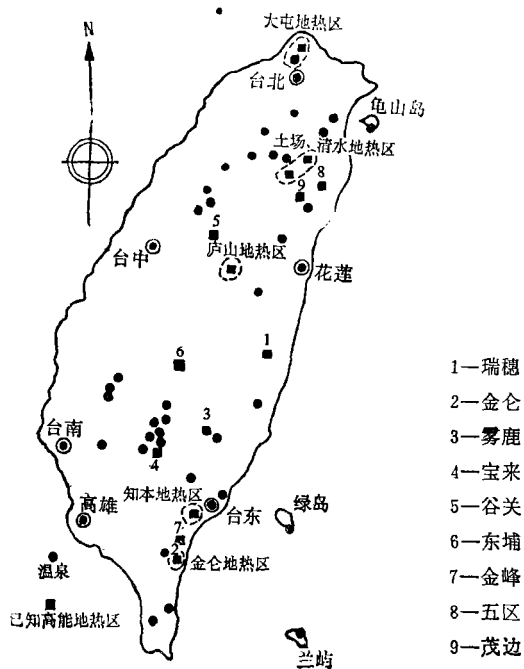 N
大屯地热区
台北
龟山岛
土场、清水地热区
8
9
5
庐山地热区
台中
花莲
1
6
3
台南
4
知本地热区
台东
绿岛
高雄
7
2
金仑地热区
温泉
已知高能地热区
兰屿
1—瑞穗
2—金仑
3—雾鹿
4—宝来
5—谷关
6—东埔
7—金峰
8—五区
9—茂边